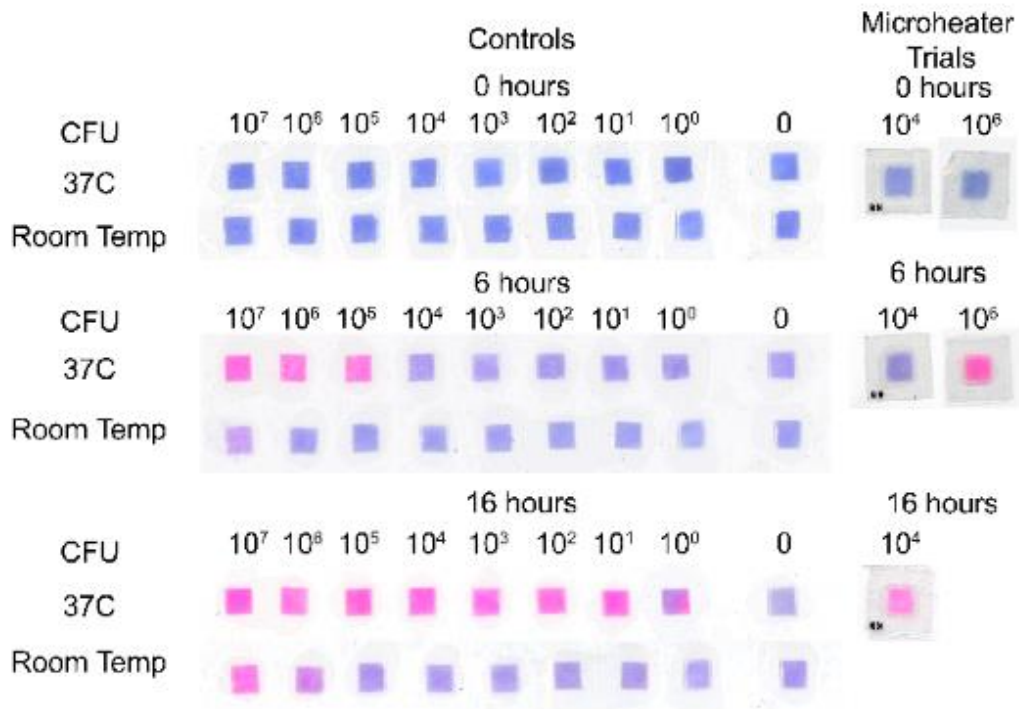 Controls
0 hours
Microheater
Trials
0 hours
CFU 10⁷ 10⁶ 10⁵ 10⁴ 10³ 10² 10¹ 10⁰ 0 10⁴ 10⁶
37C
Room Temp
6 hours 6 hours
CFU 10⁷ 10⁶ 10⁵ 10⁴ 10³ 10² 10¹ 10⁰ 0 10⁴ 10⁶
37C
Room Temp
16 hours 16 hours
CFU 10⁷ 10⁶ 10⁵ 10⁴ 10³ 10² 10¹ 10⁰ 0 10⁴
37C
Room Temp